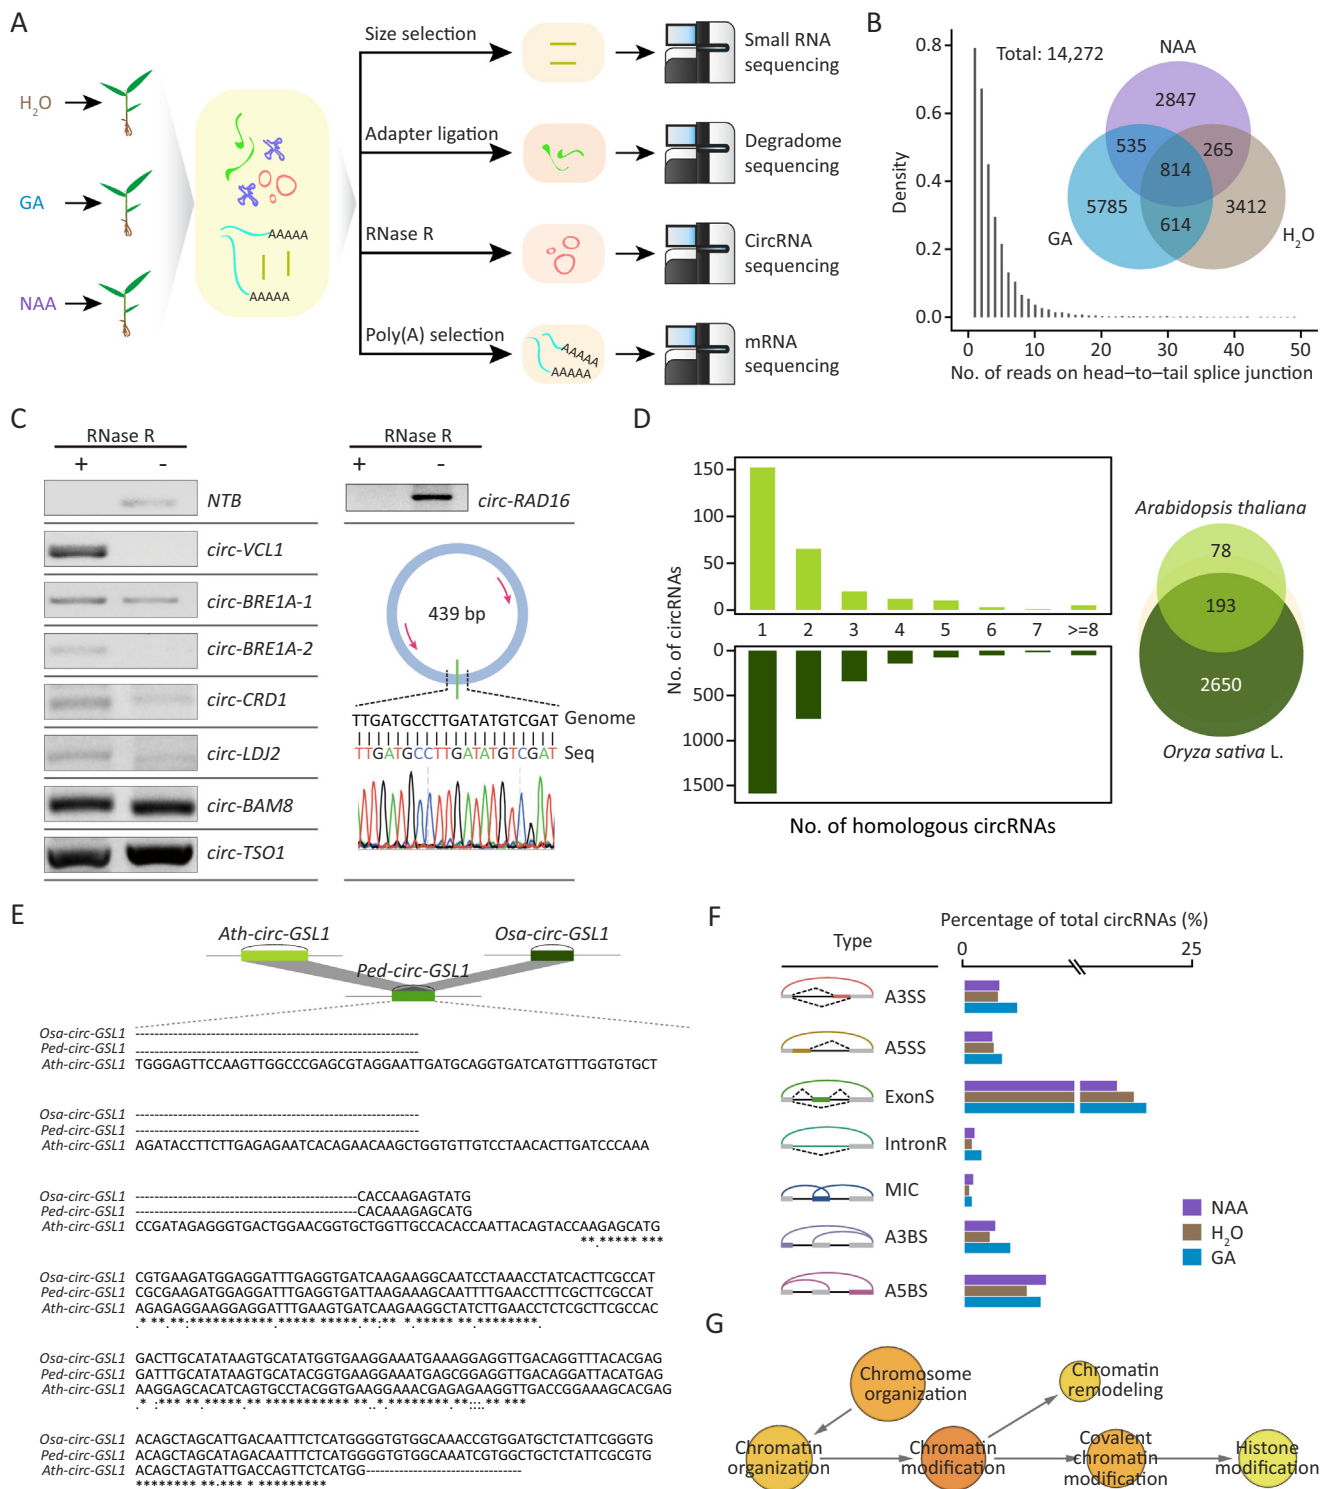 A
H₂O
GA
NAA
AAAAA
AAAAA
Size selection
Adapter ligation
RNase R
Poly(A) selection
AAAAA
AAAAA
Small RNA
sequencing
Degradome
sequencing
CircRNA
sequencing
mRNA
sequencing
B
Total: 14,272
NAA
2847
535
265
814
5785
3412
614
GA
H₂O
Density
0.8
0.6
0.4
0.2
0.0
0 10 20 30 40 50
No. of reads on head–to–tail splice junction
C
RNase R
+ -
NTB
circ-VCL1
circ-BRE1A-1
circ-BRE1A-2
circ-CRD1
circ-LDJ2
circ-BAM8
circ-TSO1
RNase R
+ -
circ-RAD16
439 bp
TTGATGCCTTGATATGTCGAT Genome
TTGATGCCTTGATATGTCGAT Seq
D
No. of circRNAs
150
100
50
0
1 2 3 4 5 6 7 >=8
0
500
1000
1500
No. of homologous circRNAs
Arabidopsis thaliana
78
193
2650
Oryza sativa L.
E
Ath-circ-GSL1
Osa-circ-GSL1
Ped-circ-GSL1
Osa-circ-GSL1
Ped-circ-GSL1
Ath-circ-GSL1 TGGGAGTTCCAAGTTGGCCCGAGCGTAGGAATTGATGCAGGTGATCATGTTTGGTGTGCT
Osa-circ-GSL1
Ped-circ-GSL1
Ath-circ-GSL1 AGATACCTTCTTGAGAGAATCACAGAACAAGCTGGTGTTGTCCTAACACTTGATCCCAAA
Osa-circ-GSL1 CACCAAGAGTATG
Ped-circ-GSL1 CACAAAGAGCATG
Ath-circ-GSL1 CCGATAGAGGGTGACTGGAACGGTGCTGGTTGCCACACCAATTACAGTACCAAGAGCATG
Osa-circ-GSL1 CGTGAAGATGGAGGATTTGAGGTGATCAAGAAGGCAATCCTAAACCTATCACTTCGCCAT
Ped-circ-GSL1 CGCGAAGATGGAGGATTTGAGGTGATTAAGAAAGCAATTTTGAACCTTTCGCTTCGCCAT
Ath-circ-GSL1 AGAGAGGAAGGAGGATTTGAAGTGATCAAGAAGGCTATCTTGAACCTCTCGCTTCGCCAC
Osa-circ-GSL1 GACTTGCATATAAGTGCATATGGTGAAGGAAATGAAAGGAGGTTGACAGGTTTACACGAG
Ped-circ-GSL1 GATTTGCATATAAGTGCATACGGTGAAGGAAATGAGCGGAGGTTGACAGGATTACATGAG
Ath-circ-GSL1 AAGGAGCACATCAGTGCCTACGGTGAAGGAAACGAGAGAAGGTTGACCGGAAAGCACGAG
Osa-circ-GSL1 ACAGCTAGCATTGACAATTTCTCATGGGGTGTGGCAAACCGTGGATGCTCTATTCGGGTG
Ped-circ-GSL1 ACAGCTAGCATAGACAATTTCTCATGGGGTGTGGCAAATCGTGGCTGCTCTATTCGCGTG
Ath-circ-GSL1 ACAGCTAGTATTGACCAGTTCTCATGG
F
Type
Percentage of total circRNAs (%)
0 25
A3SS
A5SS
ExonS
IntronR
MIC
A3BS
A5BS
NAA
H₂O
GA
G
Chromosome
organization
Chromatin
remodeling
Chromatin
organization
Chromatin
modification
Covalent
chromatin
modification
Histone
modification